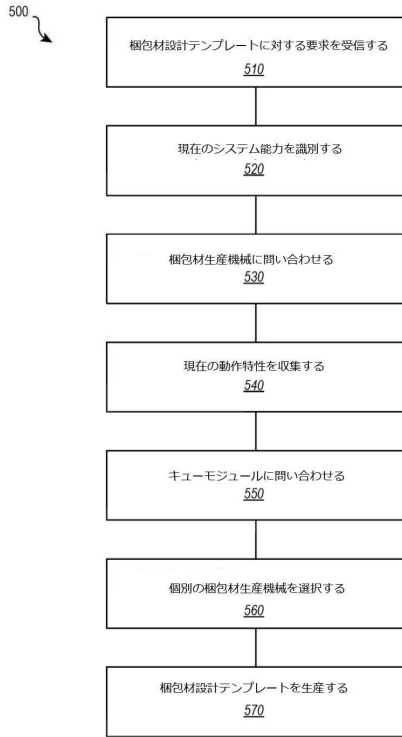 500
梱包材設計テンプレートに対する要求を受信する
510
現在のシステム能力を識別する
520
梱包材生産機械に問い合わせる
530
現在の動作特性を収集する
540
キューモジュールに問い合わせる
550
個別の梱包材生産機械を選択する
560
梱包材設計テンプレートを生産する
570